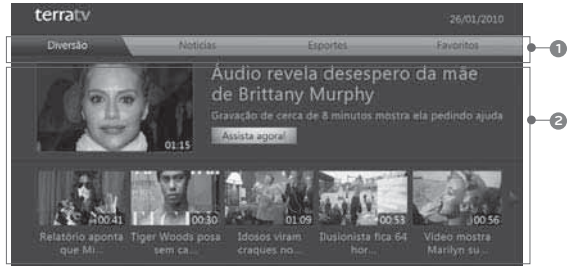 terratv
26/01/2010
Diversão Notícias Esportes Favoritos
1
Áudio revela desespero da mãe
de Brittany Murphy
Gravação de cerca de 8 minutos mostra ela pedindo ajuda
Assista agora!
01:15
2
00:41 00:30 01:09 00:53 00:56
Relatório aponta Tiger Woods posa Idosos viram Ilusionista fica 64 Vídeo mostra
que Mi... sem ca... craques no... hor... Marilyn su...